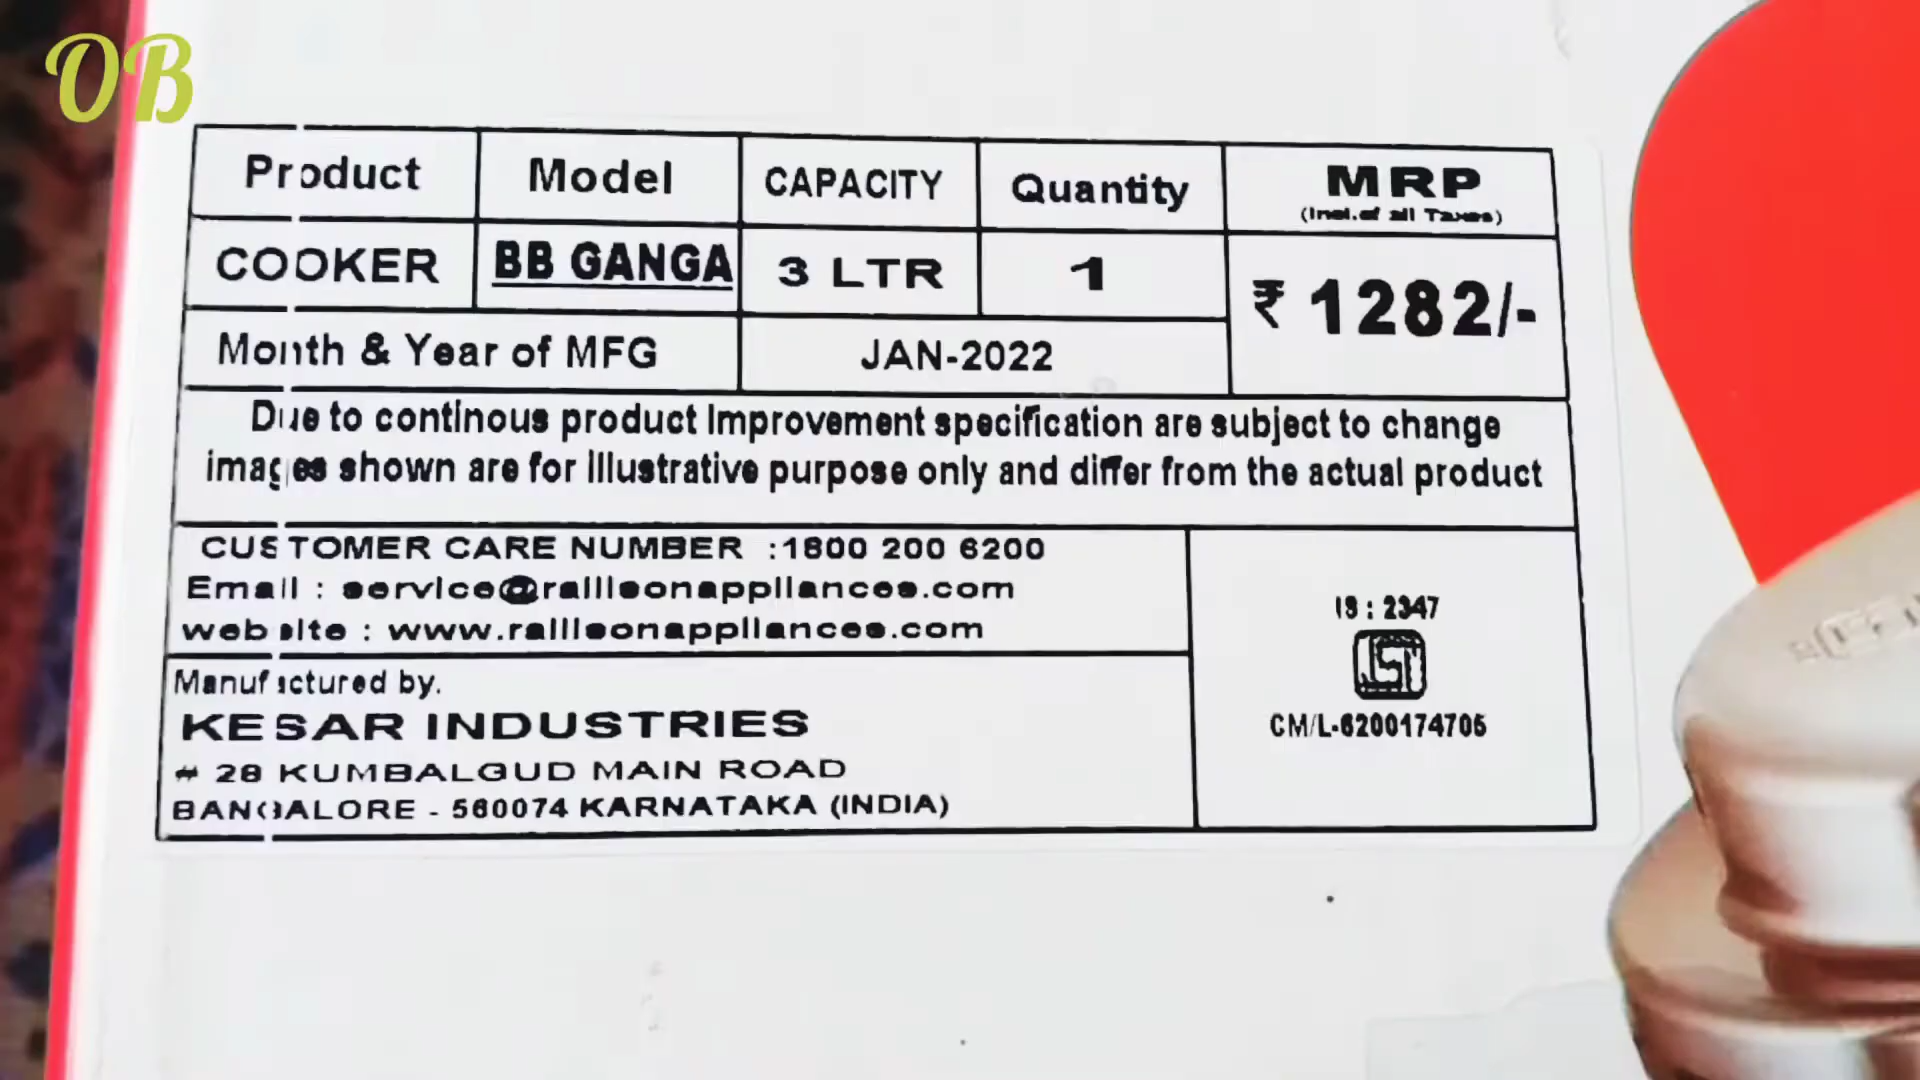 OB
Product Model CAPACITY Quantity MRP
(Incl.of all Taxes)
COOKER BB GANGA 3 LTR 1 ₹ 1282/-
Month & Year of MFG JAN-2022
Due to continous product Improvement specification are subject to change
images shown are for illustrative purpose only and differ from the actual product
CUSTOMER CARE NUMBER :1800 200 6200
Email : service@rallisonappliances.com
website : www.rallisonappliances.com
IS : 2347
ISI
CM/L-6200174705
Manufactured by.
KESAR INDUSTRIES
# 28 KUMBALGUD MAIN ROAD
BANGALORE - 560074 KARNATAKA (INDIA)